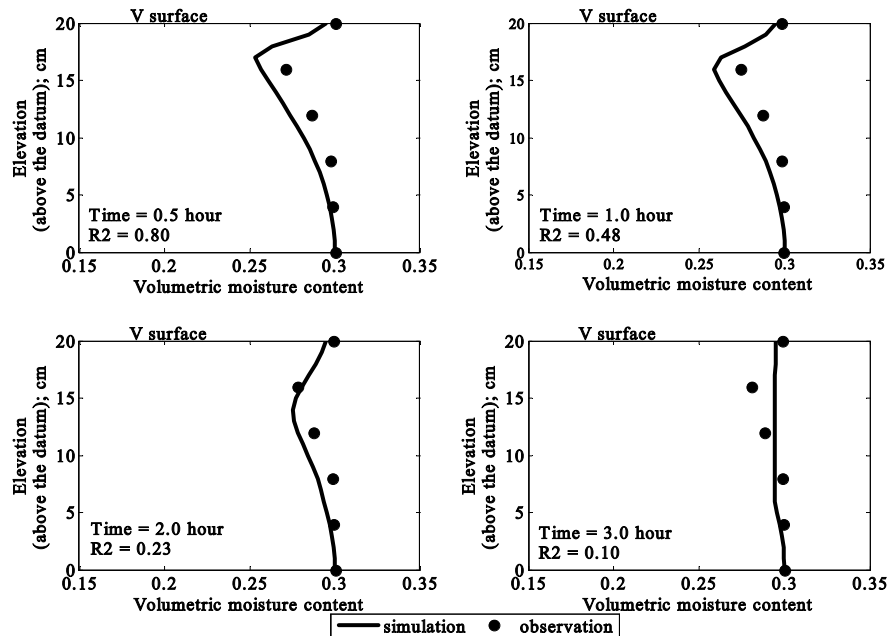 V surface
20
15
10
5
0
Elevation
(above the datum); cm
Time = 0.5 hour
R2 = 0.80
0.15 0.2 0.25 0.3 0.35
Volumetric moisture content
V surface
20
15
10
5
0
Elevation
(above the datum); cm
Time = 1.0 hour
R2 = 0.48
0.15 0.2 0.25 0.3 0.35
Volumetric moisture content
V surface
20
15
10
5
0
Elevation
(above the datum); cm
Time = 2.0 hour
R2 = 0.23
0.15 0.2 0.25 0.3 0.35
Volumetric moisture content
V surface
20
15
10
5
0
Elevation
(above the datum); cm
Time = 3.0 hour
R2 = 0.10
0.15 0.2 0.25 0.3 0.35
Volumetric moisture content
simulation observation